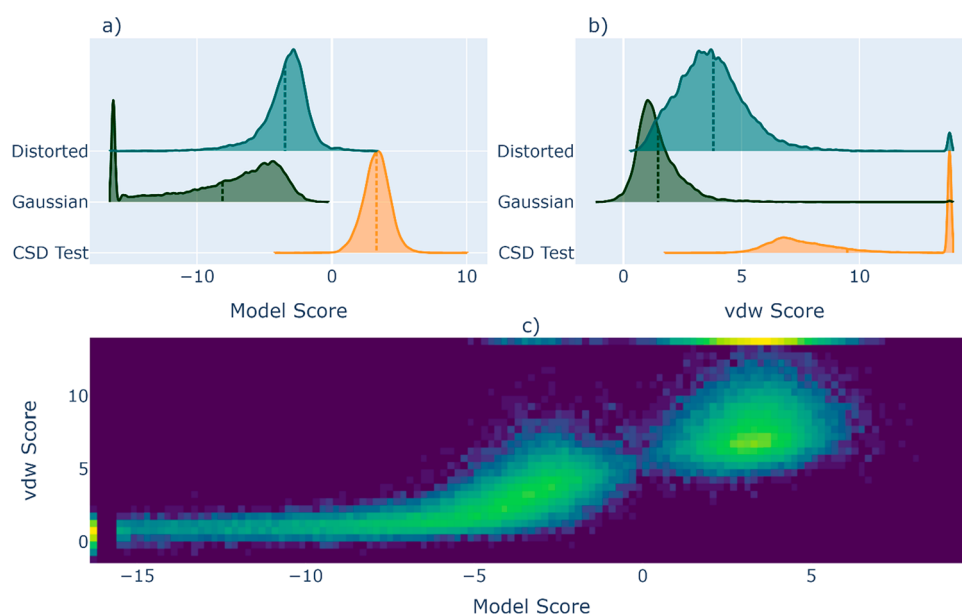 a)
b)
Distorted
Gaussian
CSD Test
−10
0
10
Model Score
Distorted
Gaussian
CSD Test
0
5
10
vdw Score
c)
vdw Score
10
5
0
−15
−10
−5
0
5
Model Score